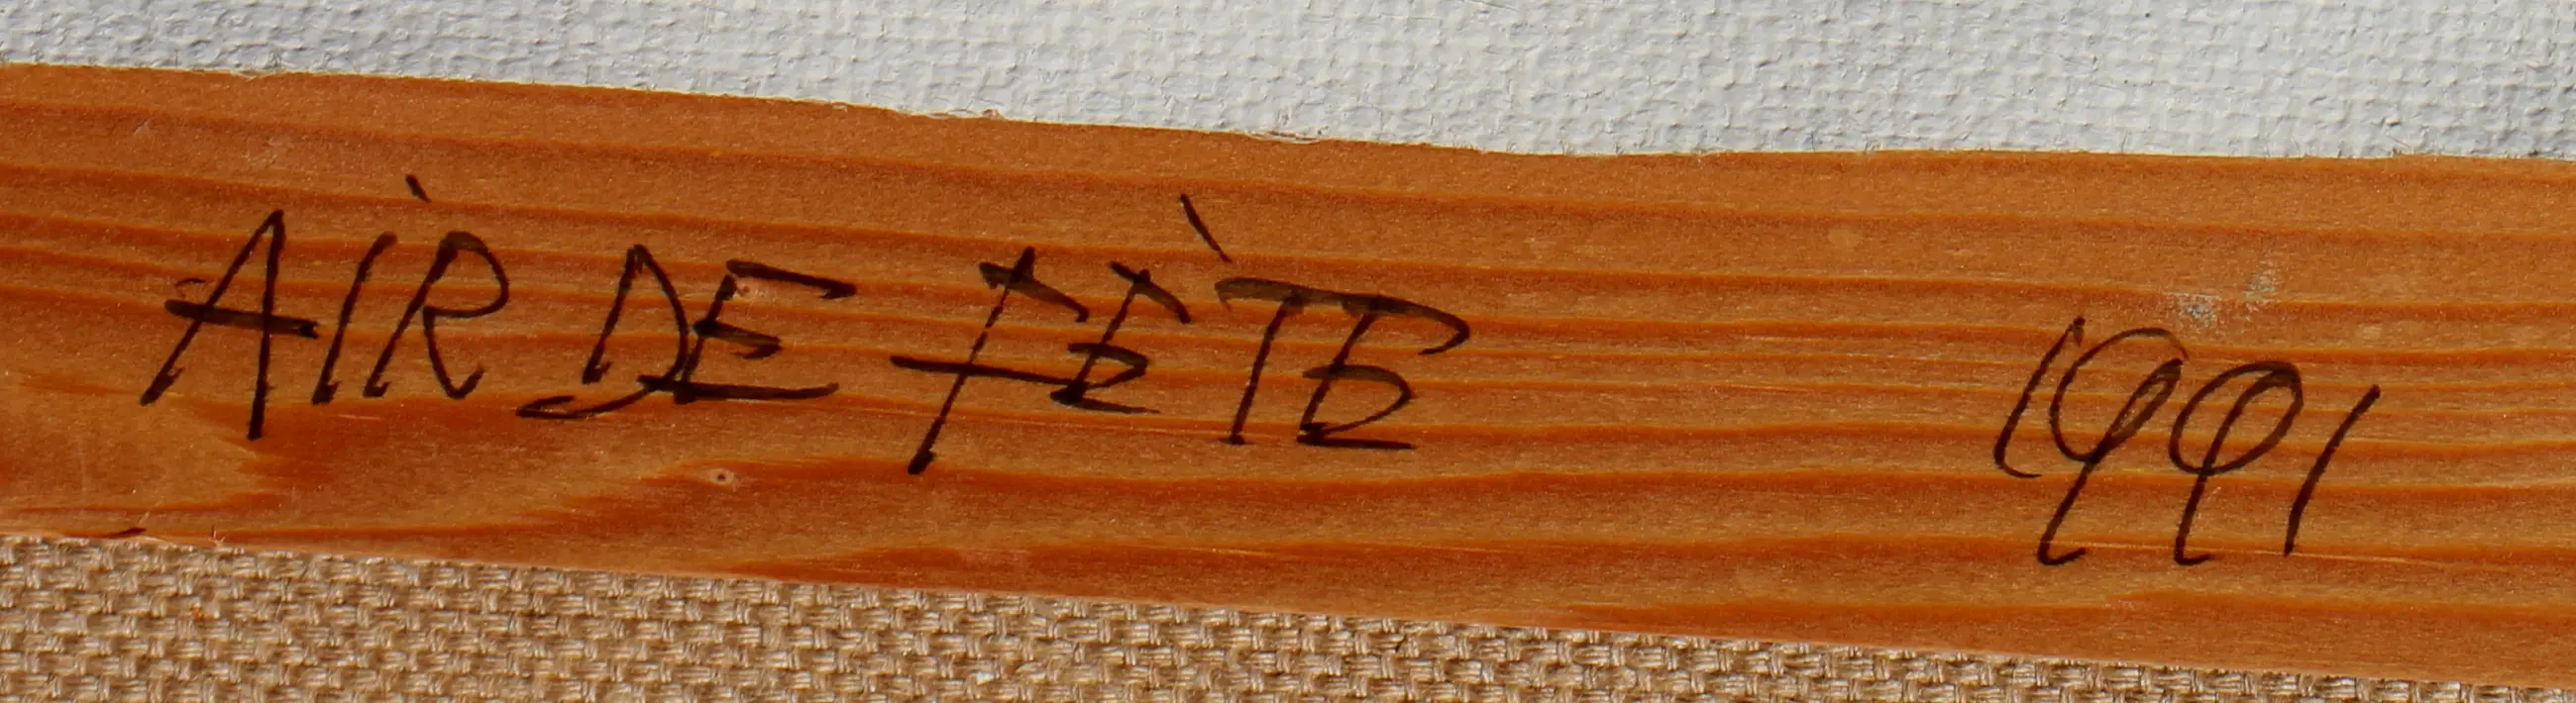 AÌR DE FÈTE 1991